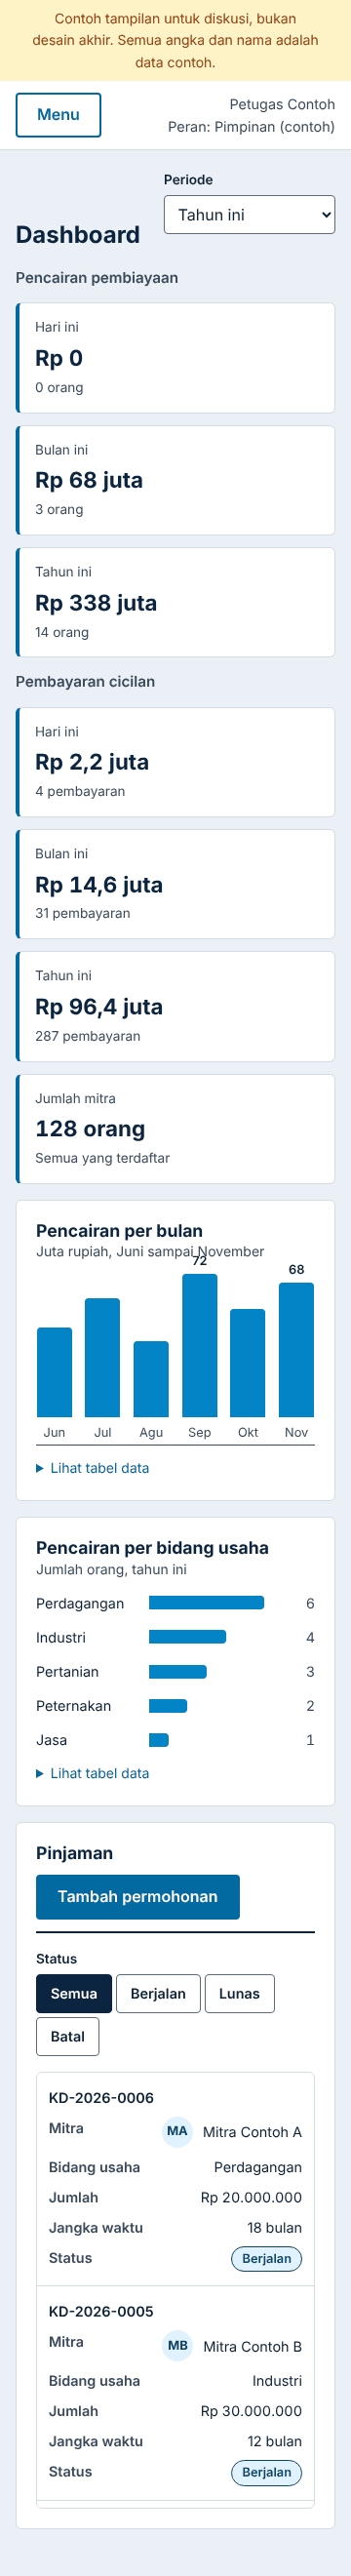 Contoh tampilan untuk diskusi, bukan
desain akhir. Semua angka dan nama adalah
data contoh.
Menu
Petugas Contoh
Peran: Pimpinan (contoh)
Periode
Tahun ini
Dashboard
Pencairan pembiayaan
Hari ini
Rp 0
0 orang
Bulan ini
Rp 68 juta
3 orang
Tahun ini
Rp 338 juta
14 orang
Pembayaran cicilan
Hari ini
Rp 2,2 juta
4 pembayaran
Bulan ini
Rp 14,6 juta
31 pembayaran
Tahun ini
Rp 96,4 juta
287 pembayaran
Jumlah mitra
128 orang
Semua yang terdaftar
Pencairan per bulan
Juta rupiah, Juni sampai November
72
68
Jun Jul Agu Sep Okt Nov
Lihat tabel data
Pencairan per bidang usaha
Jumlah orang, tahun ini
Perdagangan 6
Industri 4
Pertanian 3
Peternakan 2
Jasa 1
Lihat tabel data
Pinjaman
Tambah permohonan
Status
Semua Berjalan Lunas
Batal
KD-2026-0006
Mitra MA Mitra Contoh A
Bidang usaha Perdagangan
Jumlah Rp 20.000.000
Jangka waktu 18 bulan
Status Berjalan
KD-2026-0005
Mitra MB Mitra Contoh B
Bidang usaha Industri
Jumlah Rp 30.000.000
Jangka waktu 12 bulan
Status Berjalan